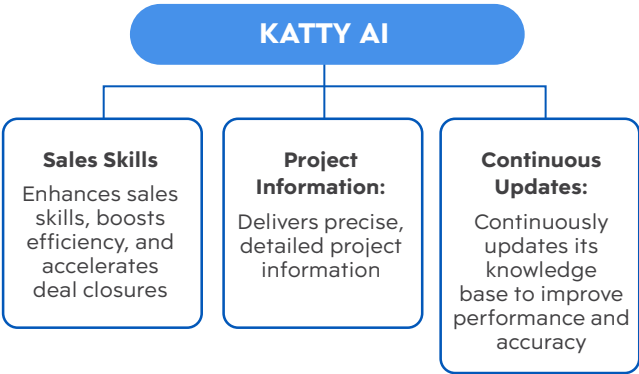 KATTY AI
Sales Skills
Enhances sales
skills, boosts
efficiency, and
accelerates
deal closures
Project
Information:
Delivers precise,
detailed project
information
Continuous
Updates:
Continuously
updates its
knowledge
base to improve
performance and
accuracy